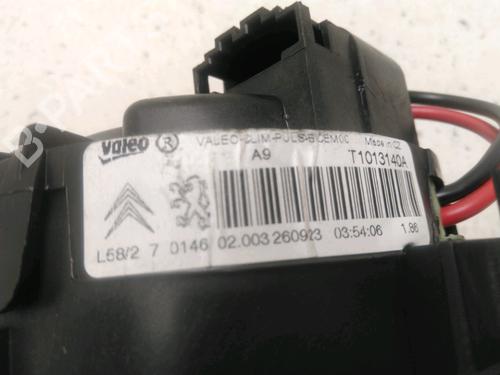 Valeo ® VALEO-CLIM-PULS-BICEM00 Made in CZ
A9 T1013140A
L58/2 7 0146 02.003 260923 03:54:06 1.86